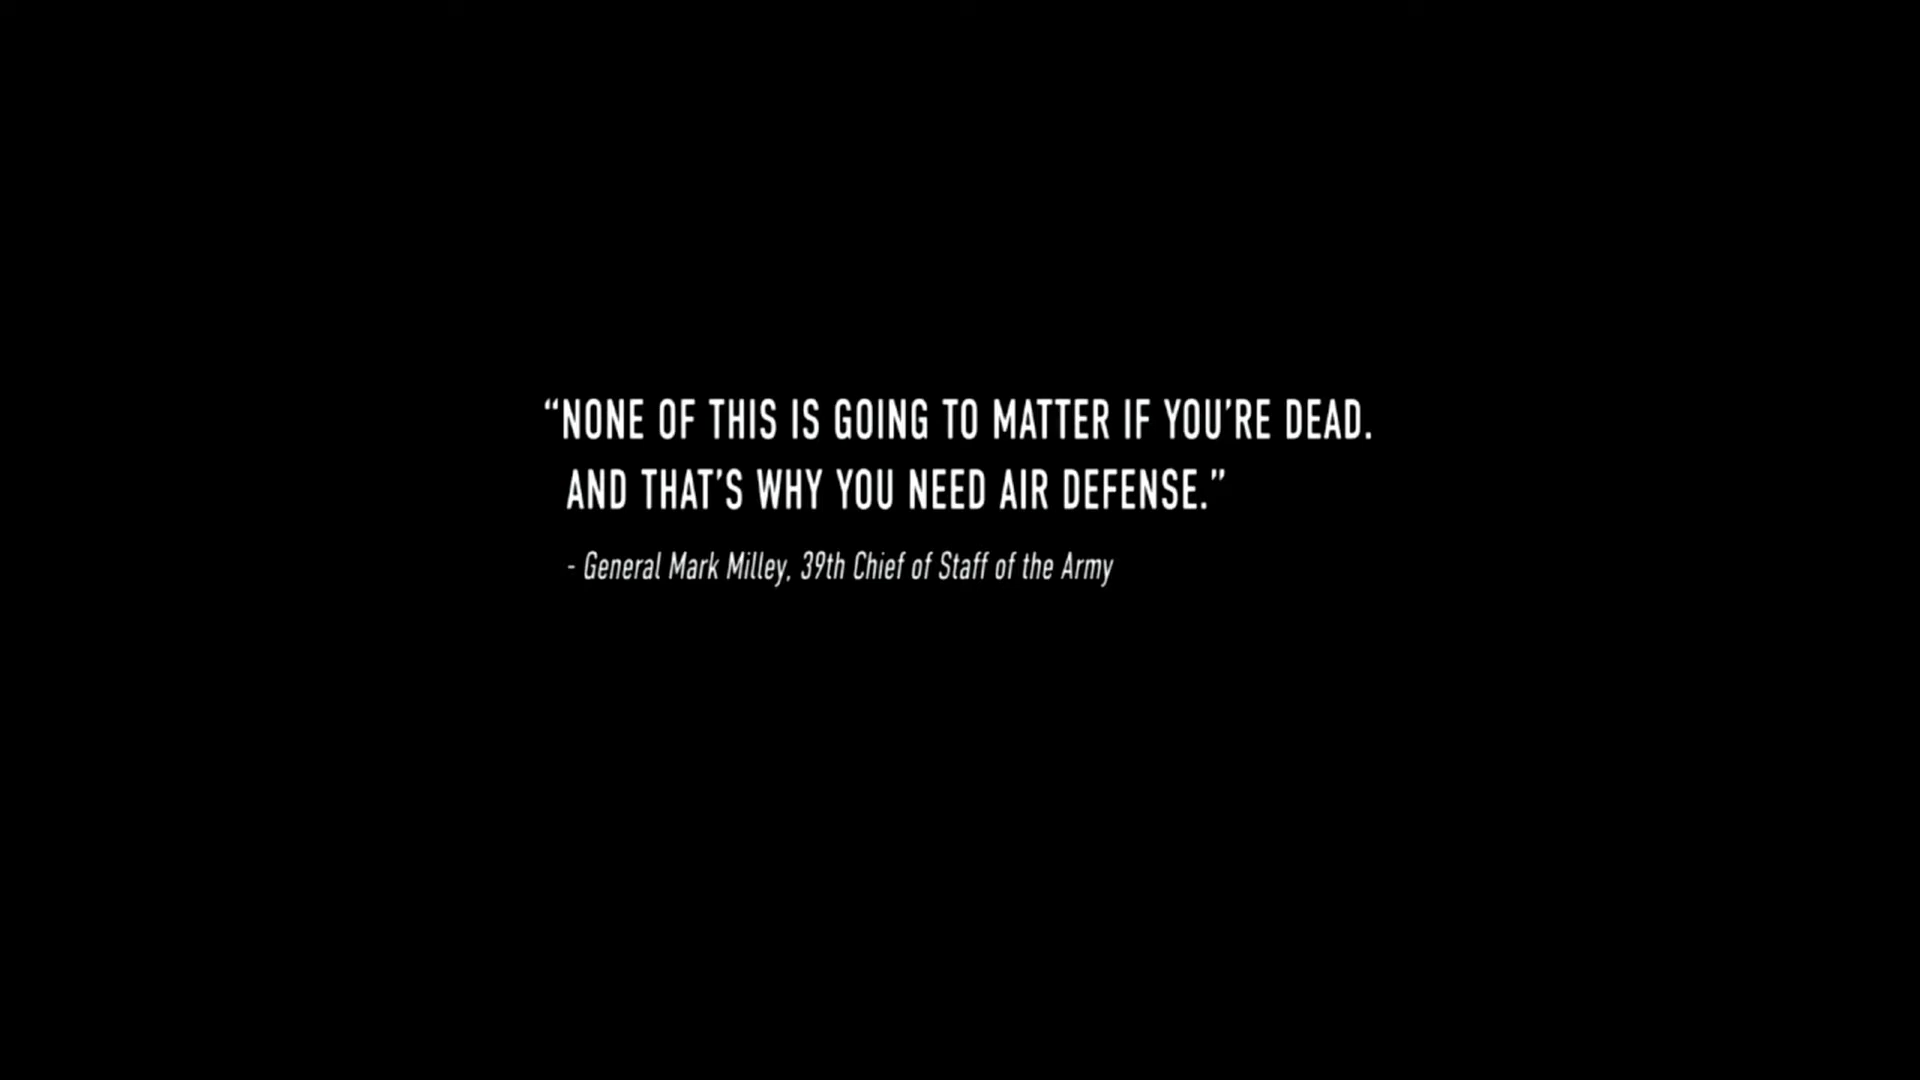 “NONE OF THIS IS GOING TO MATTER IF YOU’RE DEAD.
AND THAT’S WHY YOU NEED AIR DEFENSE.”
- General Mark Milley, 39th Chief of Staff of the Army